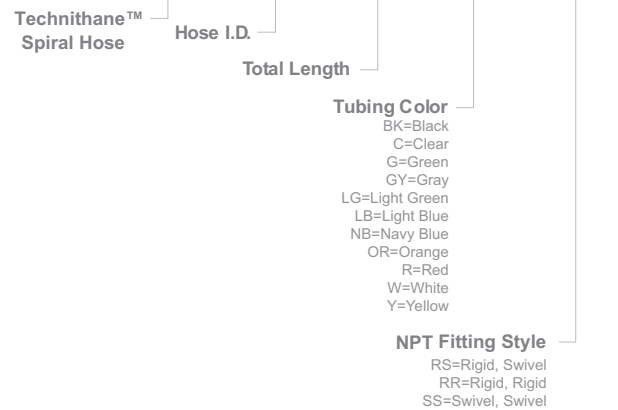 Technithane™
Spiral Hose
Hose I.D.
Total Length
Tubing Color
BK=Black
C=Clear
G=Green
GY=Gray
LG=Light Green
LB=Light Blue
NB=Navy Blue
OR=Orange
R=Red
W=White
Y=Yellow
NPT Fitting Style
RS=Rigid, Swivel
RR=Rigid, Rigid
SS=Swivel, Swivel